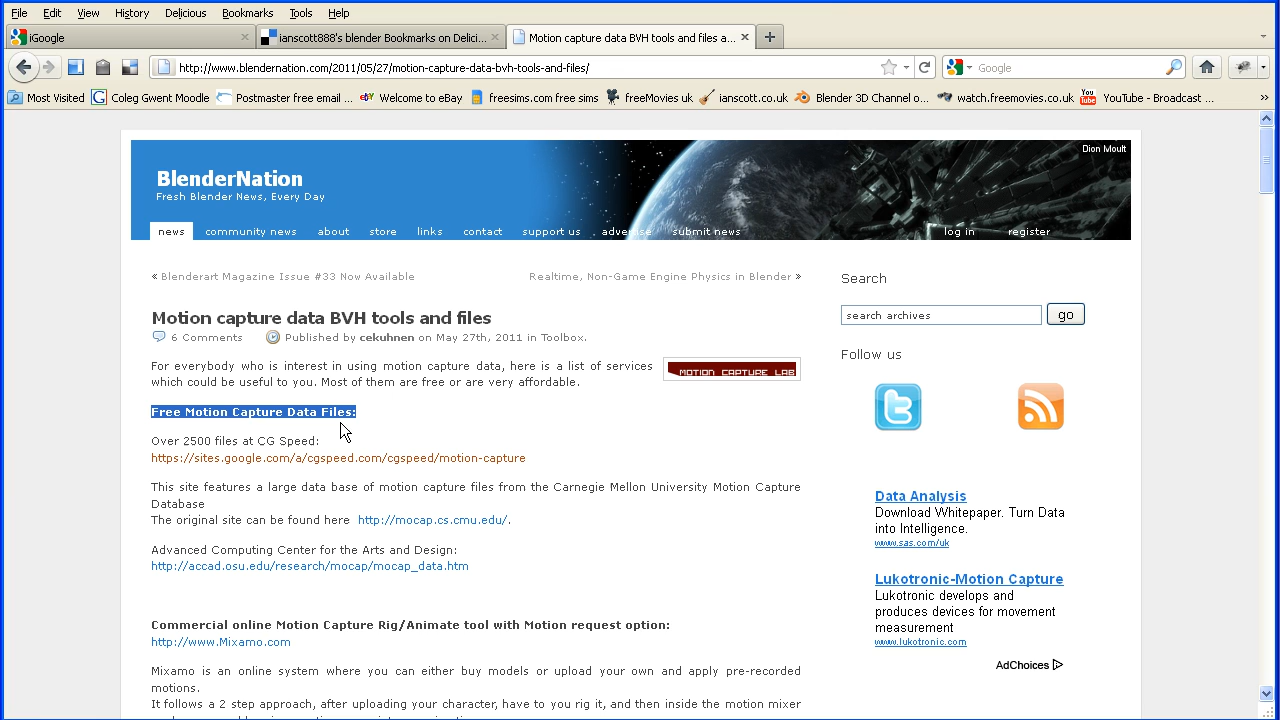 File Edit View History Delicious Bookmarks Tools Help
iGoogle ianscott888's blender Bookmarks on Delici... Motion capture data BVH tools and files a...
http://www.blendernation.com/2011/05/27/motion-capture-data-bvh-tools-and-files/ Google
Most Visited Coleg Gwent Moodle Postmaster free email ... Welcome to eBay freesims.com free sims freeMovies uk ianscott.co.uk Blender 3D Channel o... watch.freemovies.co.uk YouTube - Broadcast ... »
Dion Moult
BlenderNation
Fresh Blender News, Every Day
news community news about store links contact support us advertise submit news log in register
« Blenderart Magazine Issue #33 Now Available Realtime, Non-Game Engine Physics in Blender »
Motion capture data BVH tools and files
6 Comments Published by cekuhnen on May 27th, 2011 in Toolbox.
For everybody who is interest in using motion capture data, here is a list of services
which could be useful to you. Most of them are free or are very affordable.
MOTION CAPTURE LAB
Free Motion Capture Data Files:
Over 2500 files at CG Speed:
https://sites.google.com/a/cgspeed.com/cgspeed/motion-capture
This site features a large data base of motion capture files from the Carnegie Mellon University Motion Capture
Database
The original site can be found here http://mocap.cs.cmu.edu/.
Advanced Computing Center for the Arts and Design:
http://accad.osu.edu/research/mocap/mocap_data.htm
Commercial online Motion Capture Rig/Animate tool with Motion request option:
http://www.Mixamo.com
Mixamo is an online system where you can either buy models or upload your own and apply pre-recorded
motions.
It follows a 2 step approach, after uploading your character, have to you rig it, and then inside the motion mixer
Search
search archives go
Follow us
Data Analysis
Download Whitepaper. Turn Data
into Intelligence.
www.sas.com/uk
Lukotronic-Motion Capture
Lukotronic develops and
produces devices for movement
measurement
www.lukotronic.com
AdChoices